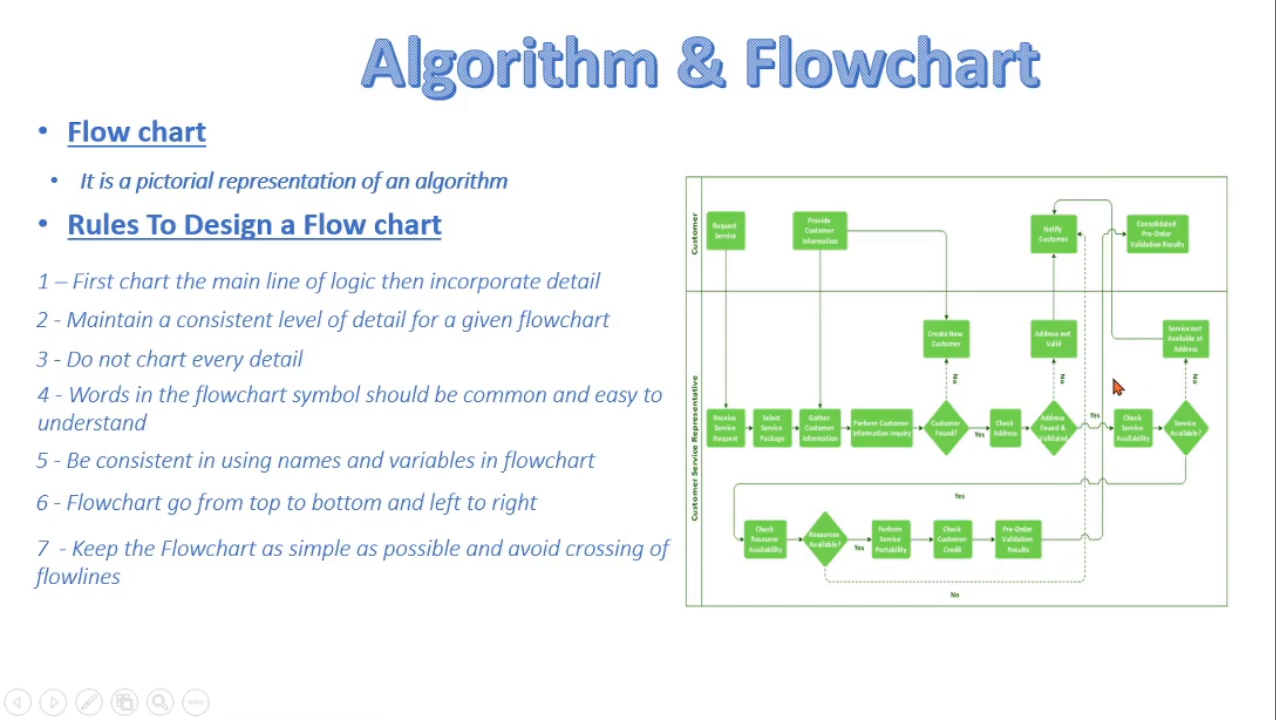 Algorithm & Flowchart
• Flow chart
• It is a pictorial representation of an algorithm
• Rules To Design a Flow chart
1 – First chart the main line of logic then incorporate detail
2 - Maintain a consistent level of detail for a given flowchart
3 - Do not chart every detail
4 - Words in the flowchart symbol should be common and easy to
understand
5 - Be consistent in using names and variables in flowchart
6 - Flowchart go from top to bottom and left to right
7 - Keep the Flowchart as simple as possible and avoid crossing of
flowlines
Customer
Request
Service
Provide
Customer
Information
Notify
Customer
Consolidated
Pre-Order
Validation Results
Customer Service Representative
Create New
Customer
Address not
Valid
Service not
Available at
Address
No
No
No
Receive
Service
Request
Select
Service
Package
Gather
Customer
Information
Perform Customer
Information Inquiry
Customer
Found?
Yes
Check
Address
Address
Found &
Validated
Yes
Check
Service
Availability
Service
Available?
Yes
Check
Resource
Availability
Resources
Available?
Yes
Perform
Service
Portability
Check
Customer
Credit
Pre-Order
Validation
Results
No